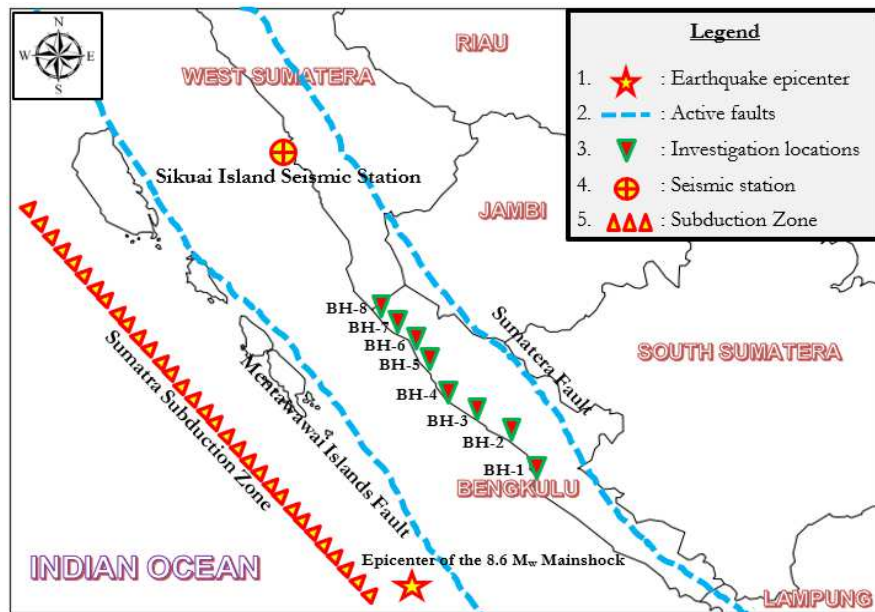 N
W E
S
RIAU
WEST SUMATERA
Legend
1. : Earthquake epicenter
2. : Active faults
3. : Investigation locations
4. : Seismic station
5. : Subduction Zone
Sikuai Island Seismic Station
JAMBI
BH-8
BH-7
BH-6
BH-5
BH-4
BH-3
BH-2
BH-1
Sumatera Fault
SOUTH SUMATERA
Mentawawai Islands Fault
Sumatra Subduction Zone
BENGKULU
Epicenter of the 8.6 Mw Mainshock
INDIAN OCEAN
LAMPUNG